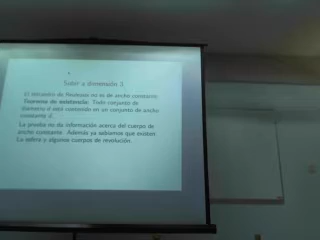 Subir a dimensión 3
El tetraedro de Reuleaux no es de ancho constante.
Teorema de existencia: Todo conjunto de
diámetro d está contenido en un conjunto de ancho
constante d.
La prueba no da información acerca del cuerpo de
ancho constante. Además ya sabíamos que existen
La esfera y algunos cuerpos de revolución.